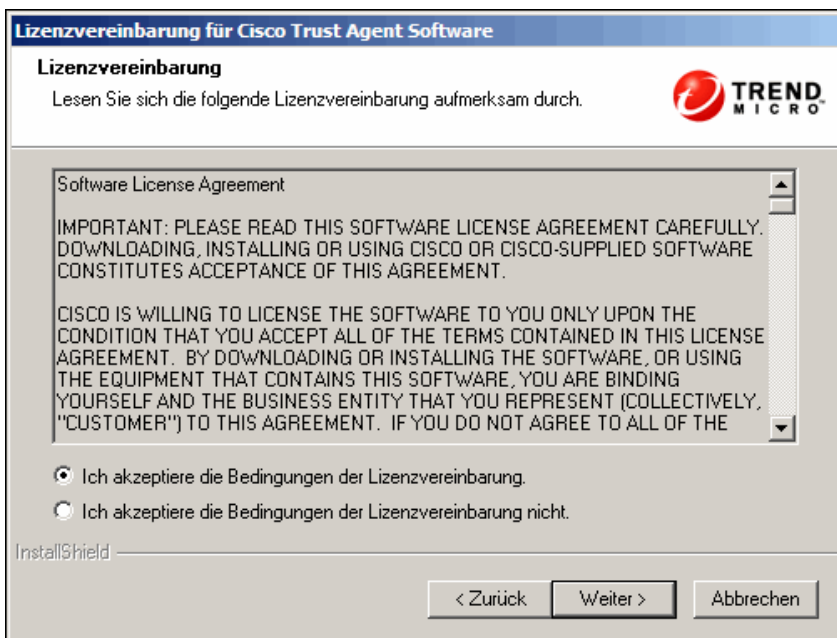 Lizenzvereinbarung für Cisco Trust Agent Software
Lizenzvereinbarung
Lesen Sie sich die folgende Lizenzvereinbarung aufmerksam durch.
TREND
MICRO™
Software License Agreement
IMPORTANT: PLEASE READ THIS SOFTWARE LICENSE AGREEMENT CAREFULLY.
DOWNLOADING, INSTALLING OR USING CISCO OR CISCO-SUPPLIED SOFTWARE
CONSTITUTES ACCEPTANCE OF THIS AGREEMENT.
CISCO IS WILLING TO LICENSE THE SOFTWARE TO YOU ONLY UPON THE
CONDITION THAT YOU ACCEPT ALL OF THE TERMS CONTAINED IN THIS LICENSE
AGREEMENT. BY DOWNLOADING OR INSTALLING THE SOFTWARE, OR USING
THE EQUIPMENT THAT CONTAINS THIS SOFTWARE, YOU ARE BINDING
YOURSELF AND THE BUSINESS ENTITY THAT YOU REPRESENT (COLLECTIVELY,
"CUSTOMER") TO THIS AGREEMENT. IF YOU DO NOT AGREE TO ALL OF THE
Ich akzeptiere die Bedingungen der Lizenzvereinbarung.
Ich akzeptiere die Bedingungen der Lizenzvereinbarung nicht.
InstallShield
< Zurück
Weiter >
Abbrechen